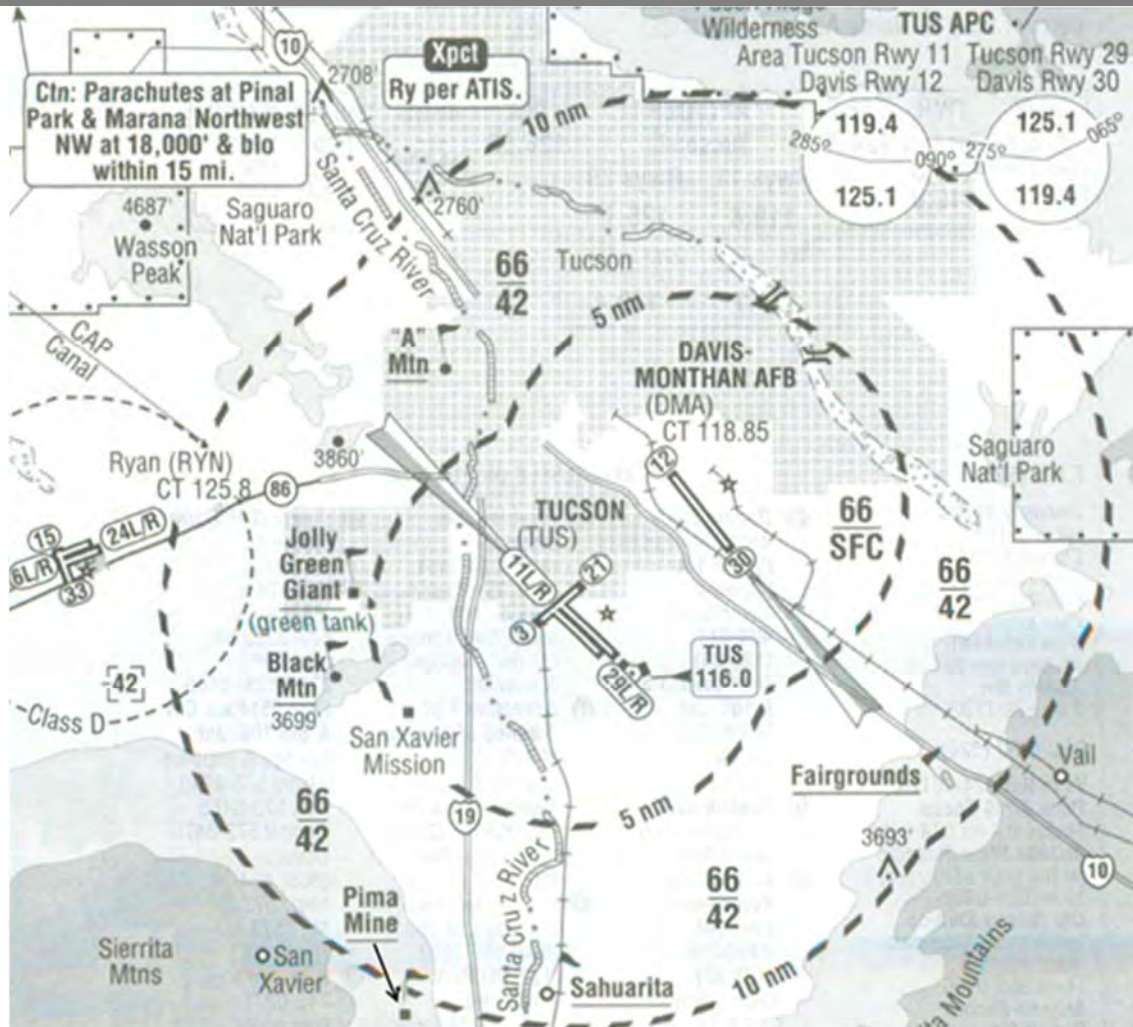 Wilderness
TUS APC
Area Tucson Rwy 11 Tucson Rwy 29
Davis Rwy 12 Davis Rwy 30
119.4
285º
090º
125.1
125.1
275º
065º
119.4
10
2708'
Xpct
Ry per ATIS.
Ctn: Parachutes at Pinal
Park & Marana Northwest
NW at 18,000' & blo
within 15 mi.
10 nm
Santa Cruz River
2760'
4687'
Wasson
Peak
Saguaro
Nat'l Park
66
42
Tucson
5 nm
CAP
Canal
"A"
Mtn
DAVIS-
MONTHAN AFB
(DMA)
CT 118.85
Saguaro
Nat'l Park
3860'
Ryan (RYN)
CT 125.8
86
12
30
66
SFC
66
42
15
24L/R
6L/R
33
TUCSON
(TUS)
11L/R
21
3
29L/R
TUS
116.0
Jolly
Green
Giant
(green tank)
Black
Mtn
3699'
42
Class D
San Xavier
Mission
Fairgrounds
Vail
66
42
19
5 nm
3693'
10
66
42
Pima
Mine
Santa Cruz River
Sierrita
Mtns
San
Xavier
Sahuarita
10 nm
Mountains